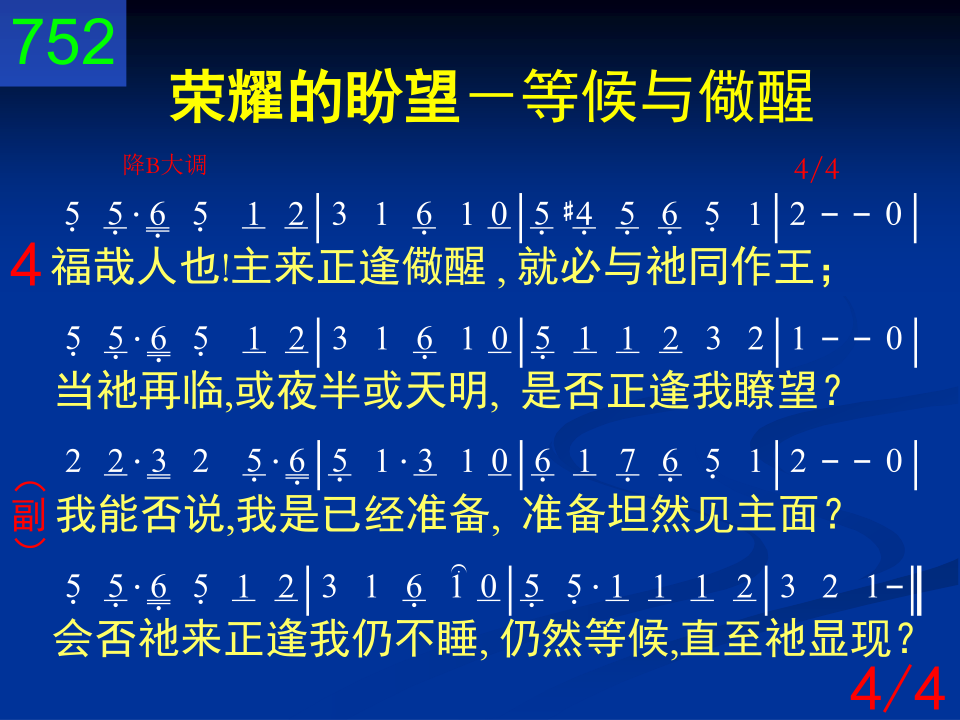 752
荣耀的盼望－等候与儆醒
降B大调 4/4
5 5·6 5 1 2|3 1 6 1 0|5 #4 5 6 5 1|2 - - 0|
4 福哉人也!主来正逢儆醒 , 就必与祂同作王；
5 5·6 5 1 2|3 1 6 1 0|5 1 1 2 3 2|1 - - 0|
当祂再临,或夜半或天明, 是否正逢我瞭望？
2 2·3 2 5·6|5 1·3 1 0|6 1 7 6 5 1|2 - - 0|
（副） 我能否说,我是已经准备, 准备坦然见主面？
5 5·6 5 1 2|3 1 6 1 0|5 5·1 1 1 2|3 2 1-‖
会否祂来正逢我仍不睡, 仍然等候,直至祂显现？
4/4